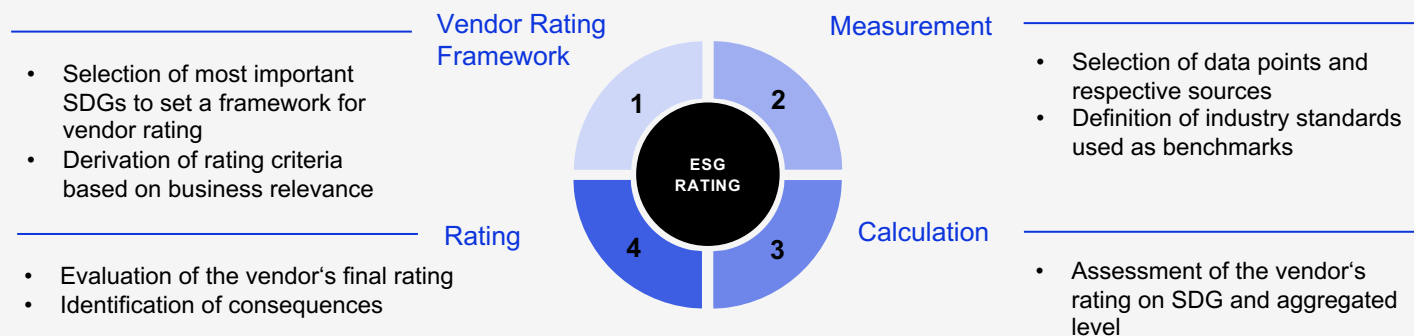 Vendor Rating
Framework
• Selection of most important
SDGs to set a framework for
vendor rating
• Derivation of rating criteria
based on business relevance
Measurement
• Selection of data points and
respective sources
• Definition of industry standards
used as benchmarks
1
2
ESG
RATING
4
3
Rating
• Evaluation of the vendor‘s final rating
• Identification of consequences
Calculation
• Assessment of the vendor‘s
rating on SDG and aggregated
level